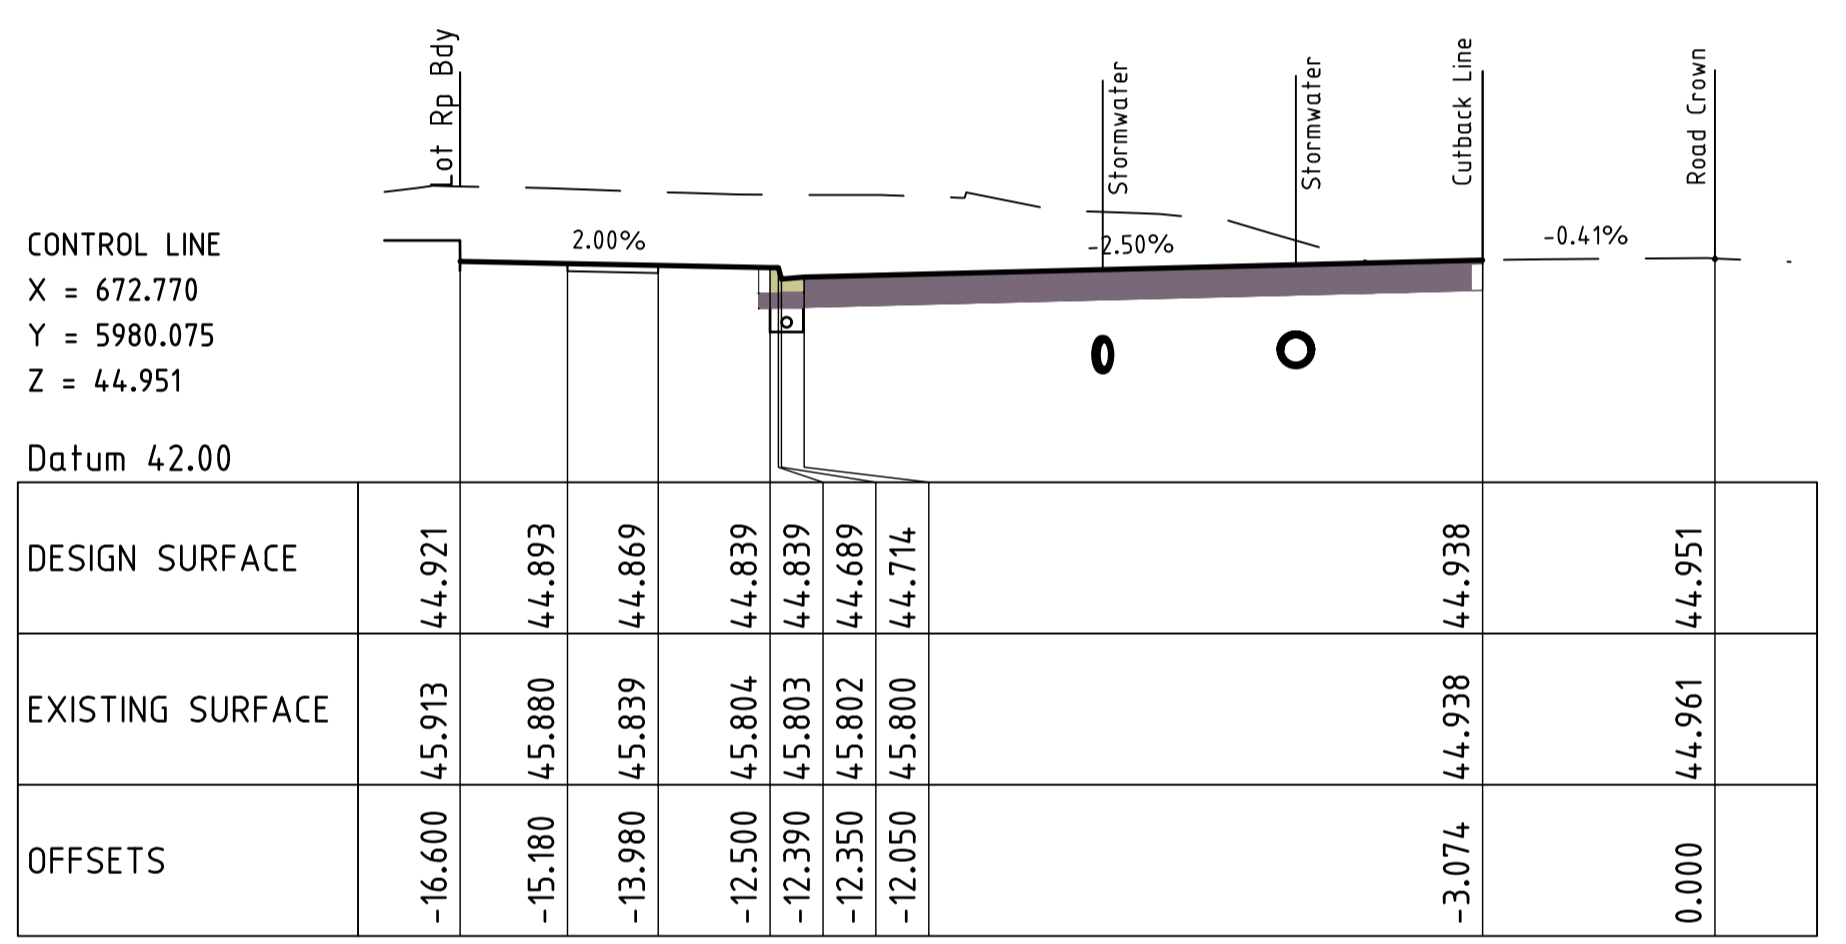 Lot Rp Bdy
Stormwater
Stormwater
Cutback Line
Road Crown
CONTROL LINE
X = 672.770
Y = 5980.075
Z = 44.951
2.00%
-2.50%
-0.41%
Datum 42.00
DESIGN SURFACE 44.921 44.893 44.869 44.839 44.839 44.689 44.714 44.938 44.951
EXISTING SURFACE 45.913 45.880 45.839 45.804 45.803 45.802 45.800 44.938 44.961
OFFSETS -16.600 -15.180 -13.980 -12.500 -12.390 -12.350 -12.050 -3.074 0.000